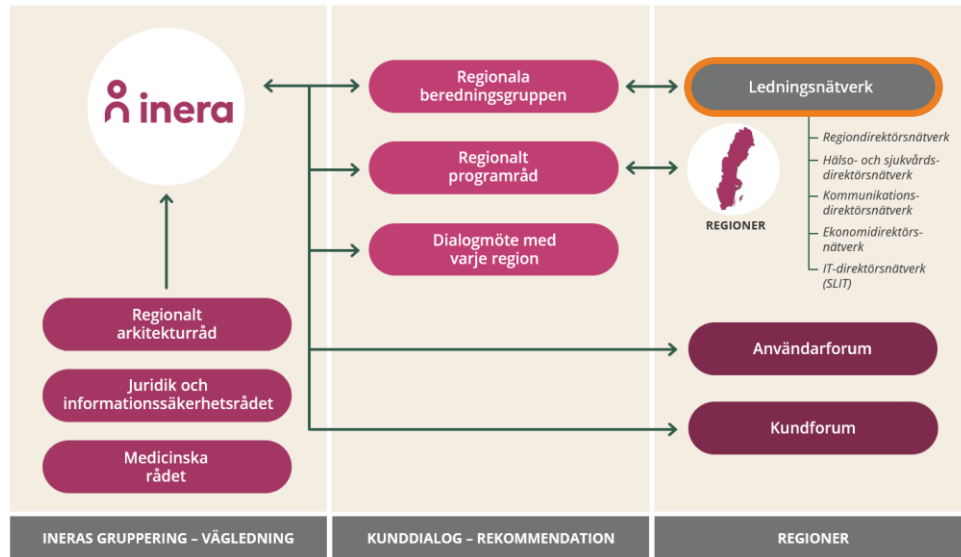 inera
Regionalt
arkitekturråd
Juridik och
informationssäkerhetsrådet
Medicinska
rådet
INERAS GRUPPERING – VÄGLEDNING
Regionala
beredningsgruppen
Regionalt
programråd
Dialogmöte med
varje region
KUNDDIALOG – REKOMMENDATION
Ledningsnätverk
Regiondirektörsnätverk
Hälso- och sjukvårds-
direktörsnätverk
Kommunikations-
direktörsnätverk
Ekonomidirektörs-
nätverk
IT-direktörsnätverk
(SLIT)
REGIONER
Användarforum
Kundforum
REGIONER